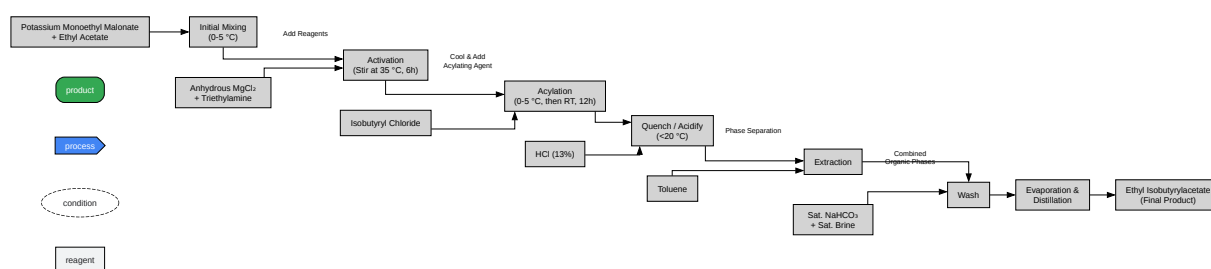 Potassium Monoethyl Malonate
+ Ethyl Acetate
Initial Mixing
(0-5 °C)
Add Reagents
Activation
(Stir at 35 °C, 6h)
Cool & Add
Acylating Agent
Anhydrous MgCl₂
+ Triethylamine
product
Acylation
(0-5 °C, then RT, 12h)
Isobutyryl Chloride
Quench / Acidify
(<20 °C)
Phase Separation
process
HCl (13%)
Extraction
Combined
Organic Phases
Toluene
Wash
Evaporation &
Distillation
Ethyl Isobutyrylacetate
(Final Product)
condition
Sat. NaHCO₃
+ Sat. Brine
reagent